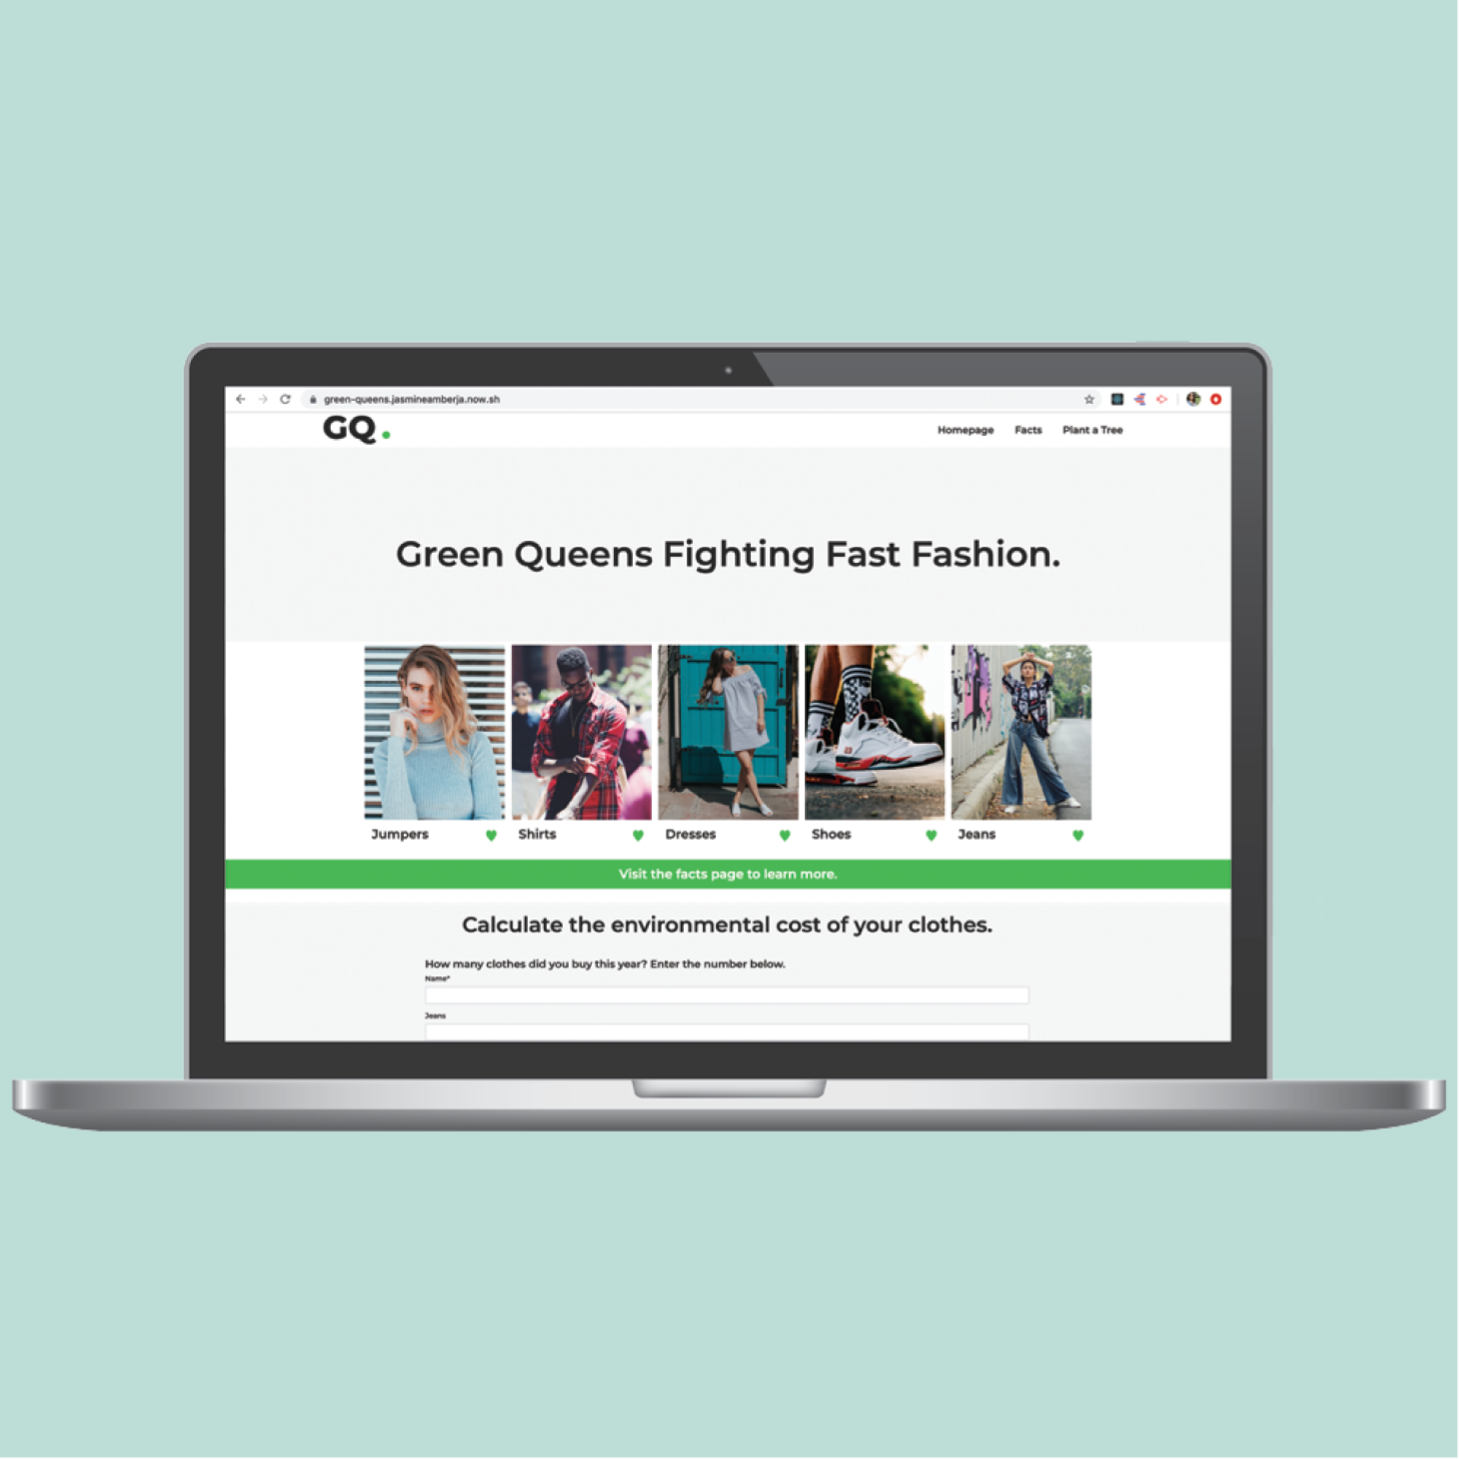 green-queens.jasmineamberja.now.sh
GQ.
Homepage Facts Plant a Tree
Green Queens Fighting Fast Fashion.
Jumpers Shirts Dresses Shoes Jeans
Visit the facts page to learn more.
Calculate the environmental cost of your clothes.
How many clothes did you buy this year? Enter the number below.
Name*
Jeans